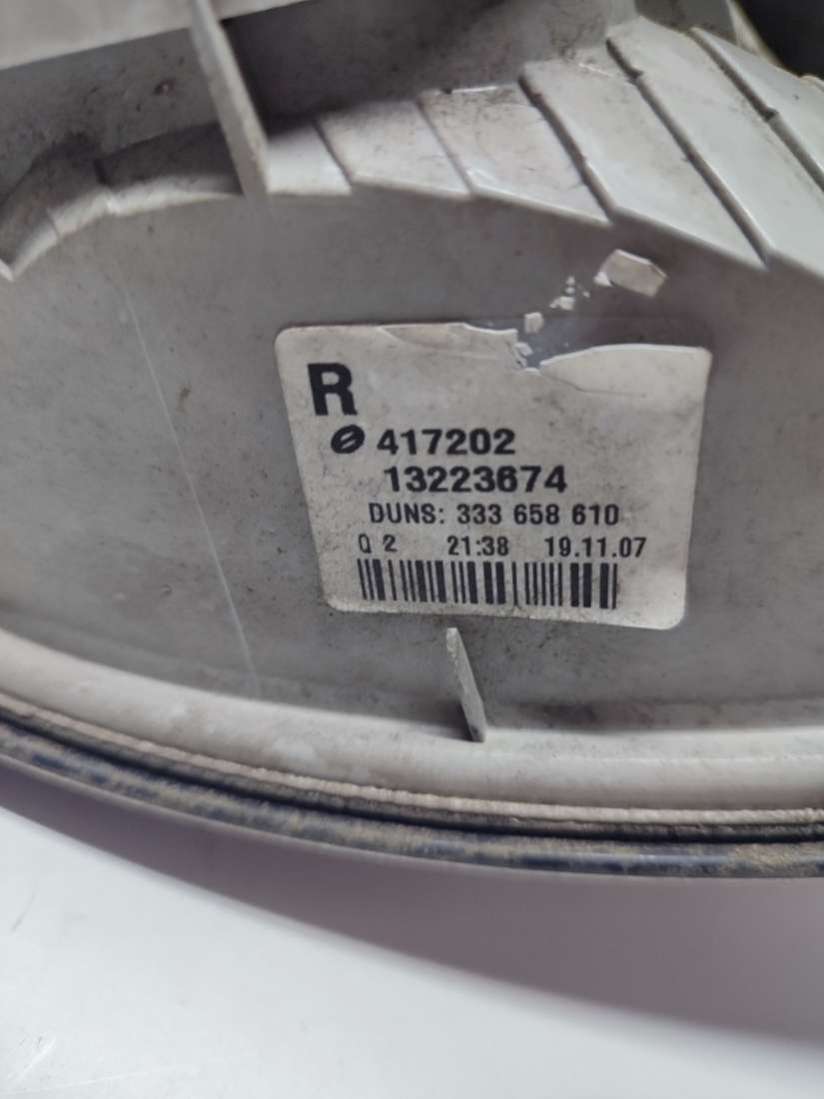 R
417202
13223674
DUNS: 333 658 610
Q 2 21:38 19.11.07